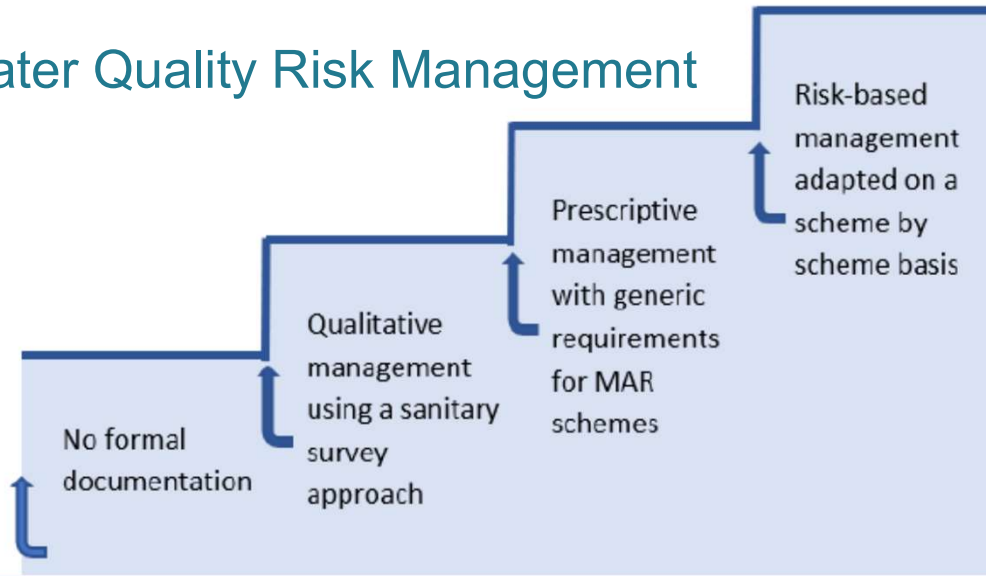 ater Quality Risk Management
Risk-based
management
adapted on a
scheme by
scheme basis
Prescriptive
management
with generic
requirements
for MAR
schemes
Qualitative
management
using a sanitary
survey
approach
No formal
documentation